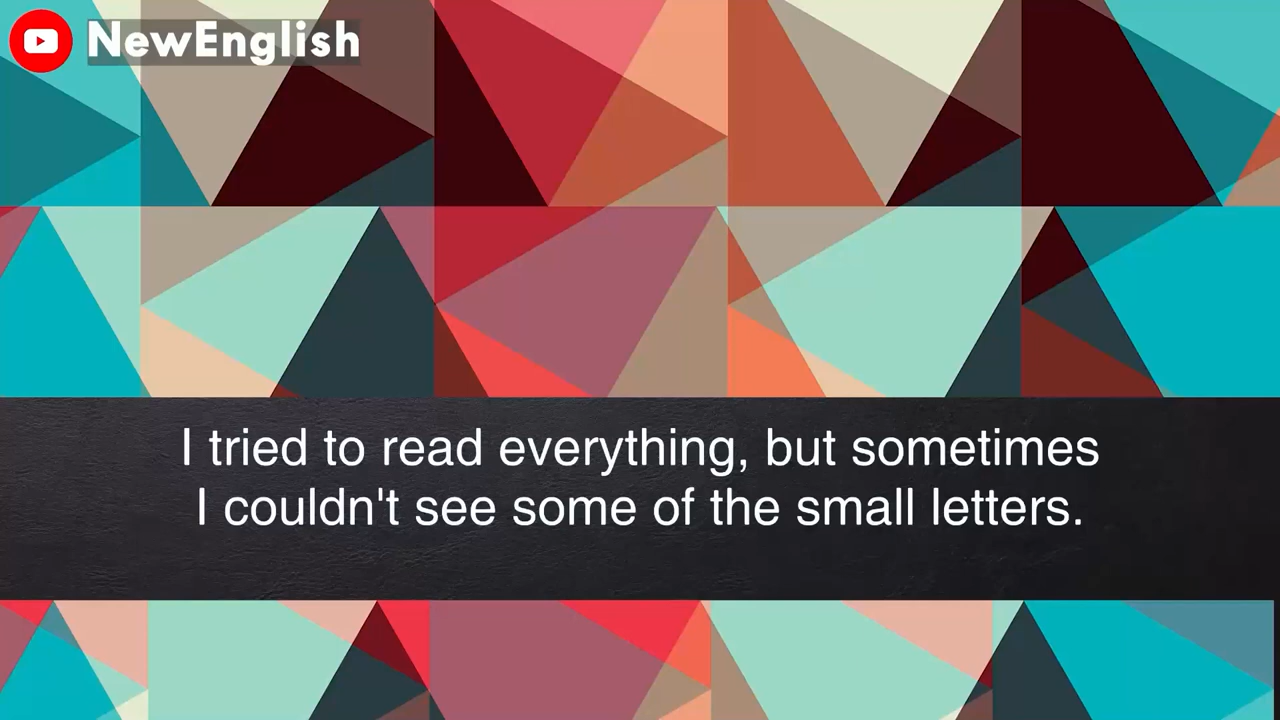 NewEnglish
I tried to read everything, but sometimes
I couldn't see some of the small letters.